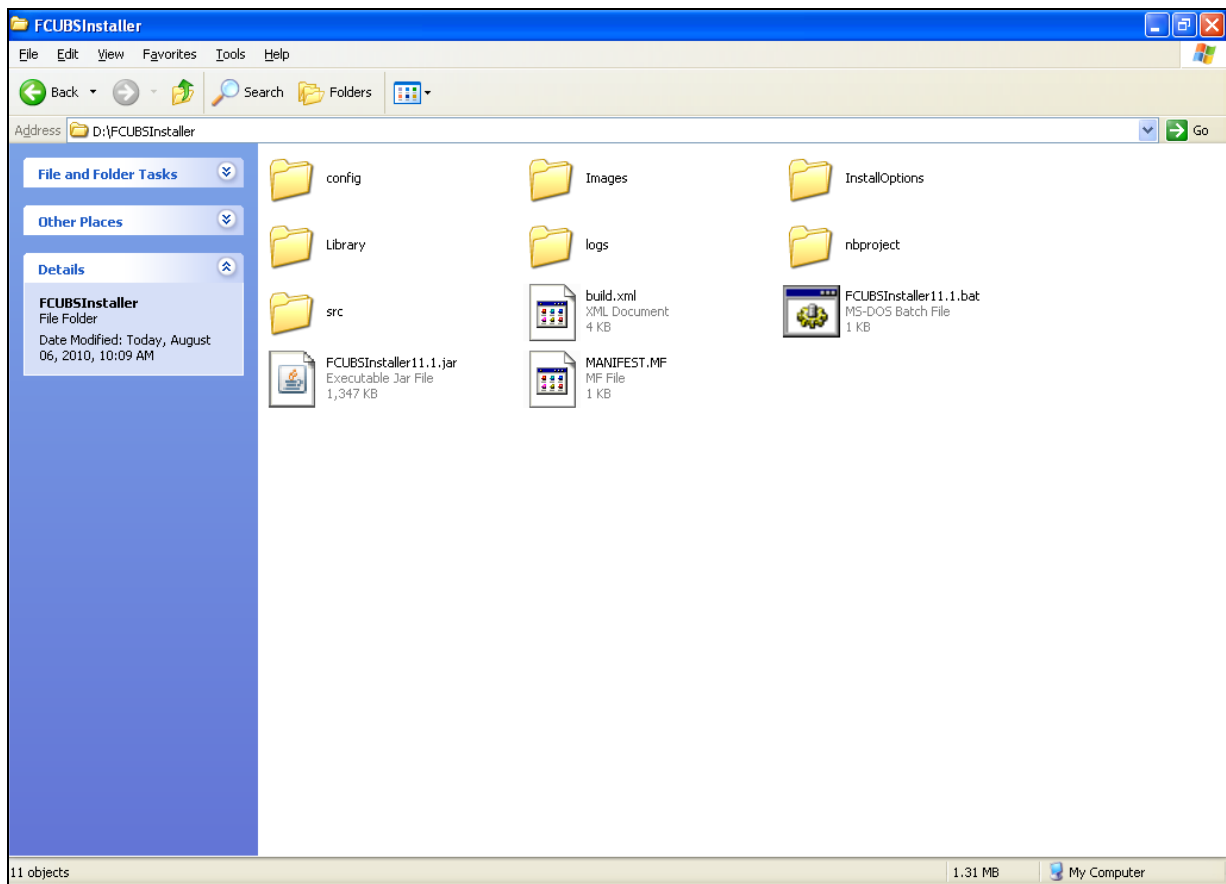 FCUBSInstaller
File Edit View Favorites Tools Help
Back Search Folders
Address D:\FCUBSInstaller Go
File and Folder Tasks
Other Places
Details
FCUBSInstaller
File Folder
Date Modified: Today, August
06, 2010, 10:09 AM
config
Images
InstallOptions
Library
logs
nbproject
src
build.xml
XML Document
4 KB
FCUBSInstaller11.1.bat
MS-DOS Batch File
1 KB
FCUBSInstaller11.1.jar
Executable Jar File
1,347 KB
MANIFEST.MF
MF File
1 KB
11 objects 1.31 MB My Computer